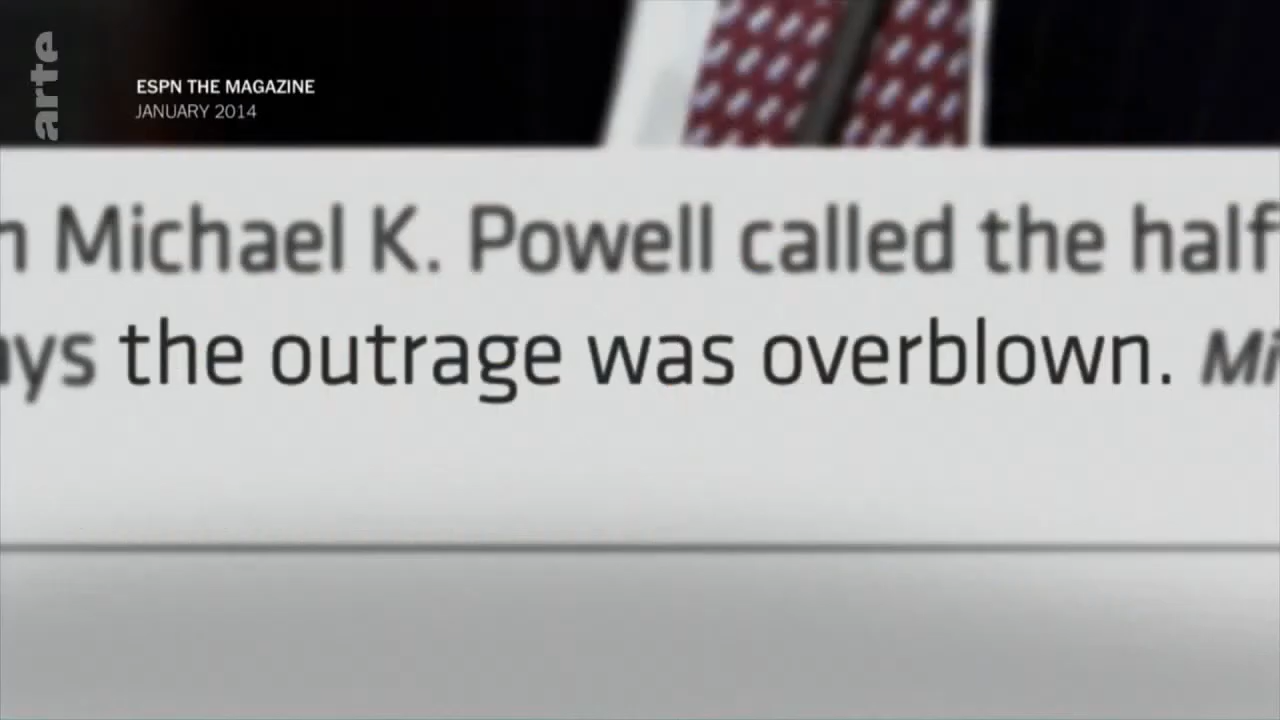 arte
ESPN THE MAGAZINE
JANUARY 2014
Michael K. Powell called the half
the outrage was overblown.